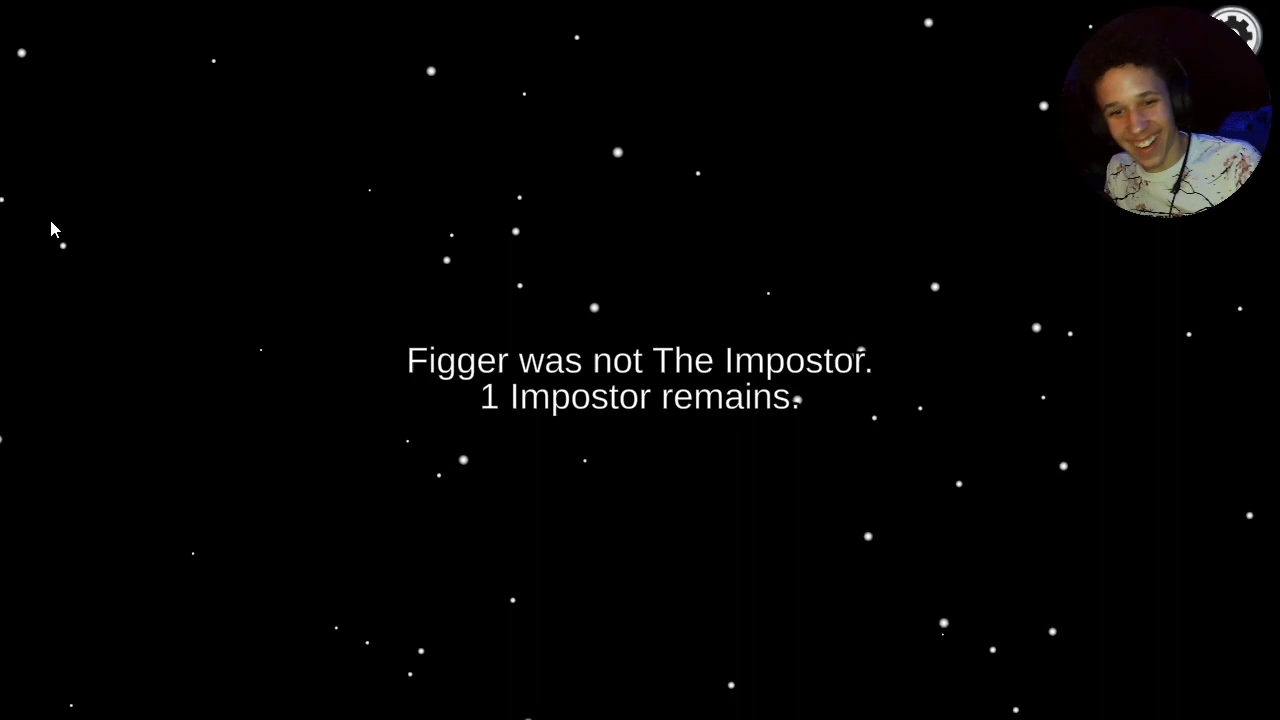 Figger was not The Impostor.
1 Impostor remains.